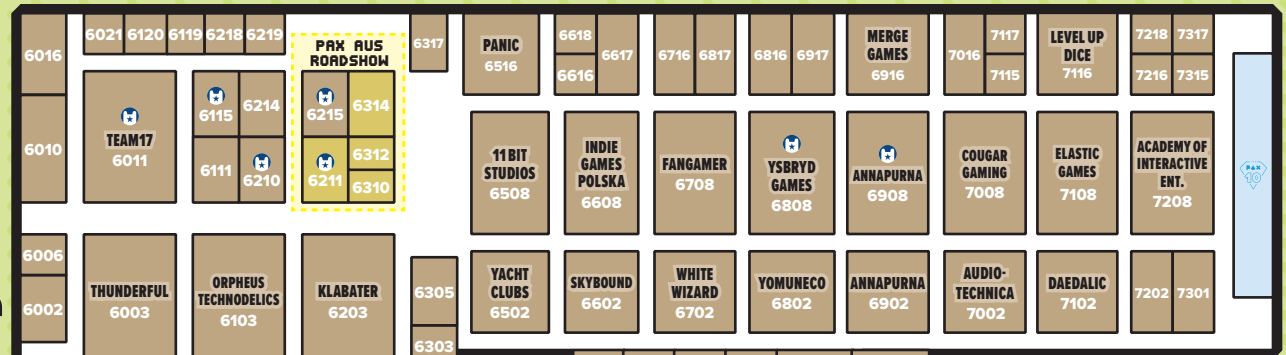 6016
6021 6120 6119 6218 6219
PAX AUS
ROADSHOW
6317
PANIC
6516
6618
6616
6617
6716 6817
6816 6917
MERGE
GAMES
6916
7016
7117
7115
LEVEL UP
DICE
7116
7218 7317
7216 7315
6010
TEAM17
6011
6115
6214
6111
6210
6215
6314
6211
6312
6310
11 BIT
STUDIOS
6508
INDIE
GAMES
POLSKA
6608
FANGAMER
6708
YSBRYD
GAMES
6808
ANNAPURNA
6908
COUGAR
GAMING
7008
ELASTIC
GAMES
7108
ACADEMY OF
INTERACTIVE
ENT.
7208
PAX
10
6006
6002
THUNDERFUL
6003
ORPHEUS
TECHNODELICS
6103
KLABATER
6203
6305
6303
YACHT
CLUBS
6502
SKYBOUND
6602
WHITE
WIZARD
6702
YOMUNECO
6802
ANNAPURNA
6902
AUDIO-
TECHNICA
7002
DAEDALIC
7102
7202 7301